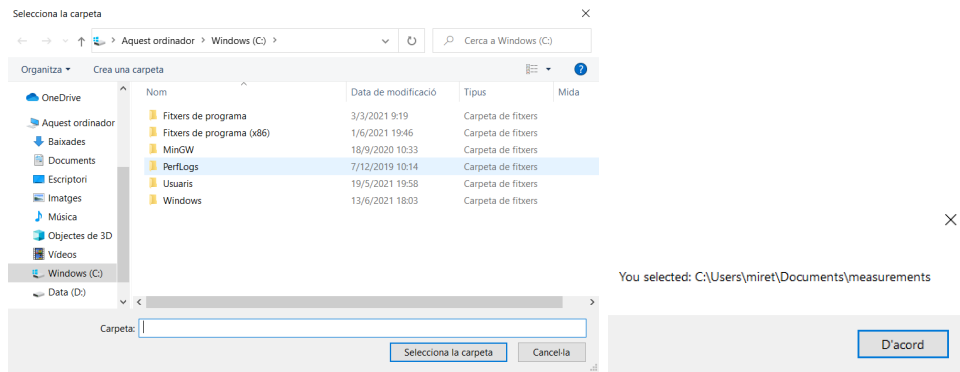 Selecciona la carpeta
Aquest ordinador > Windows (C:) >
Cerca a Windows (C:)
Organitza
Crea una carpeta
OneDrive
Aquest ordinador
Baixades
Documents
Escriptori
Imatges
Música
Objectes de 3D
Vídeos
Windows (C:)
Data (D:)
Nom Data de modificació Tipus Mida
Fitxers de programa 3/3/2021 9:19 Carpeta de fitxers
Fitxers de programa (x86) 1/6/2021 19:46 Carpeta de fitxers
MinGW 18/9/2020 10:33 Carpeta de fitxers
PerfLogs 7/12/2019 10:14 Carpeta de fitxers
Usuaris 19/5/2021 19:58 Carpeta de fitxers
Windows 13/6/2021 18:03 Carpeta de fitxers
Carpeta:
Selecciona la carpeta
Cancel·la
You selected: C:\Users\miret\Documents\measurements
D'acord